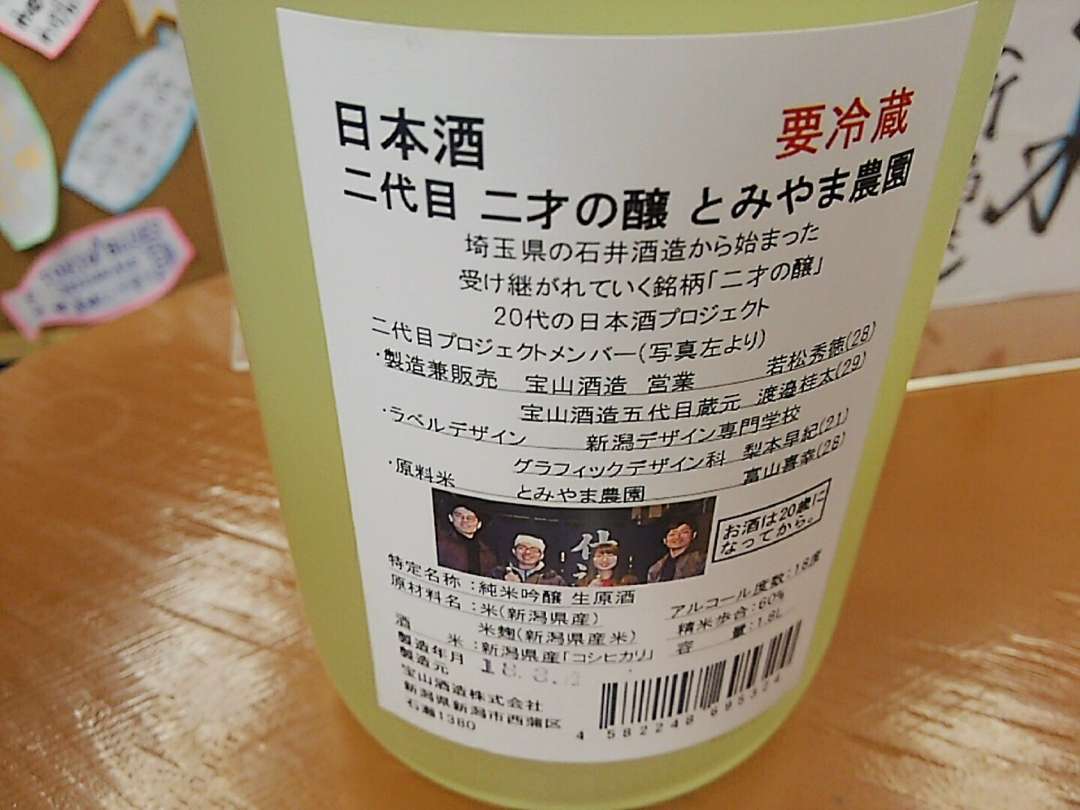 日本酒
要冷蔵
二代目 二才の醸 とみやま農園
埼玉県の石井酒造から始まった
受け継がれていく銘柄「二才の醸」
20代の日本酒プロジェクト
二代目プロジェクトメンバー(写真左より)
・製造兼販売 宝山酒造 営業 若松秀徳(28)
宝山酒造五代目蔵元 渡邉桂太(29)
・ラベルデザイン 新潟デザイン専門学校
グラフィックデザイン科 梨本早紀(21)
・原料米 とみやま農園 富山喜幸(28)
お酒は20歳に
なってから。
特定名称:純米吟醸 生原酒
アルコール度数:18度
原材料名:米(新潟県産)
精米歩合:60%
米麹(新潟県産米)
容量:1.8L
酒米:新潟県産「コシヒカリ」
製造年月 18.
製造元
宝山酒造株式会社
新潟県新潟市西蒲区
石瀬1380
4 582248 695324